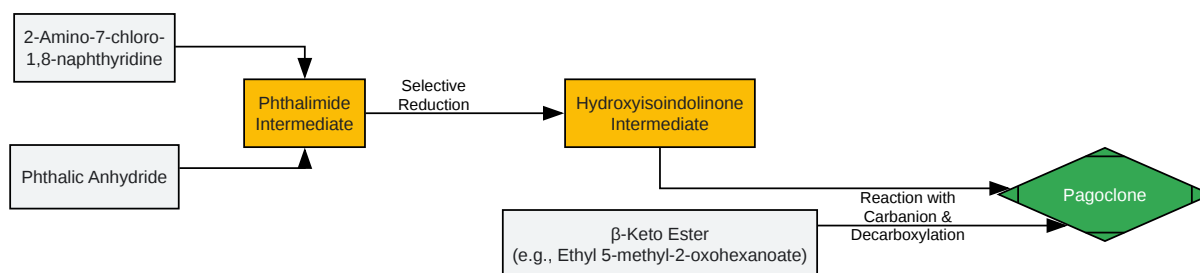 2-Amino-7-chloro-
1,8-naphthyridine
Phthalic Anhydride
Phthalimide
Intermediate
Selective
Reduction
Hydroxyisoindolinone
Intermediate
β-Keto Ester
(e.g., Ethyl 5-methyl-2-oxohexanoate)
Reaction with
Carbanion &
Decarboxylation
Pagoclone